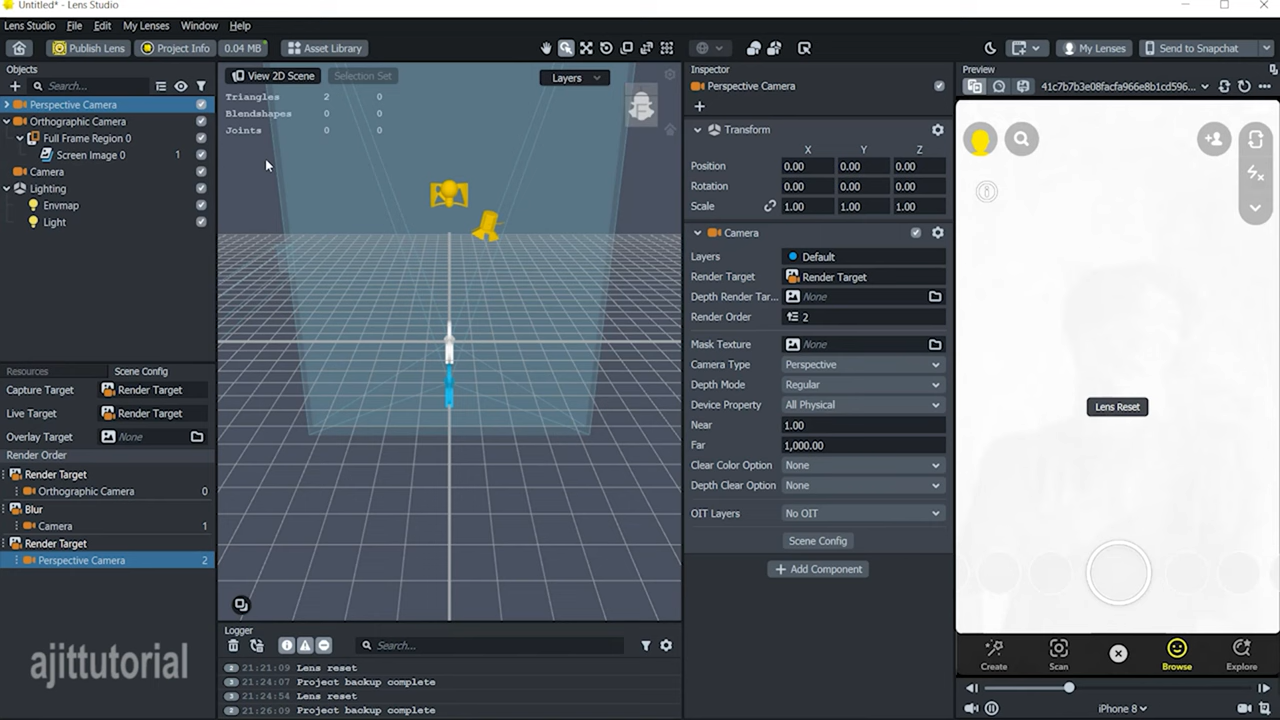 Untitled* - Lens Studio
Lens Studio File Edit My Lenses Window Help
Publish Lens Project Info 0.04 MB Asset Library My Lenses Send to Snapchat
Objects
Search...
Perspective Camera
Orthographic Camera
Full Frame Region 0
Screen Image 0 1
Camera
Lighting
Envmap
Light
Resources Scene Config
Capture Target Render Target
Live Target Render Target
Overlay Target None
Render Order
Render Target
Orthographic Camera 0
Blur
Camera 1
Render Target
Perspective Camera 2
ajittutorial
View 2D Scene Selection Set Layers
Triangles 2 0
Blendshapes 0 0
Joints 0 0
Logger
Search...
2 21:21:09 Lens reset
2 21:24:07 Project backup complete
3 21:24:54 Lens reset
3 21:26:09 Project backup complete
Inspector
Perspective Camera
Transform
X Y Z
Position 0.00 0.00 0.00
Rotation 0.00 0.00 0.00
Scale 1.00 1.00 1.00
Camera
Layers Default
Render Target Render Target
Depth Render Tar... None
Render Order 2
Mask Texture None
Camera Type Perspective
Depth Mode Regular
Device Property All Physical
Near 1.00
Far 1,000.00
Clear Color Option None
Depth Clear Option None
OIT Layers No OIT
Scene Config
Add Component
Preview
41c7b7b3e08facfa966e8b1cd596...
Lens Reset
Create Scan Browse Explore
iPhone 8